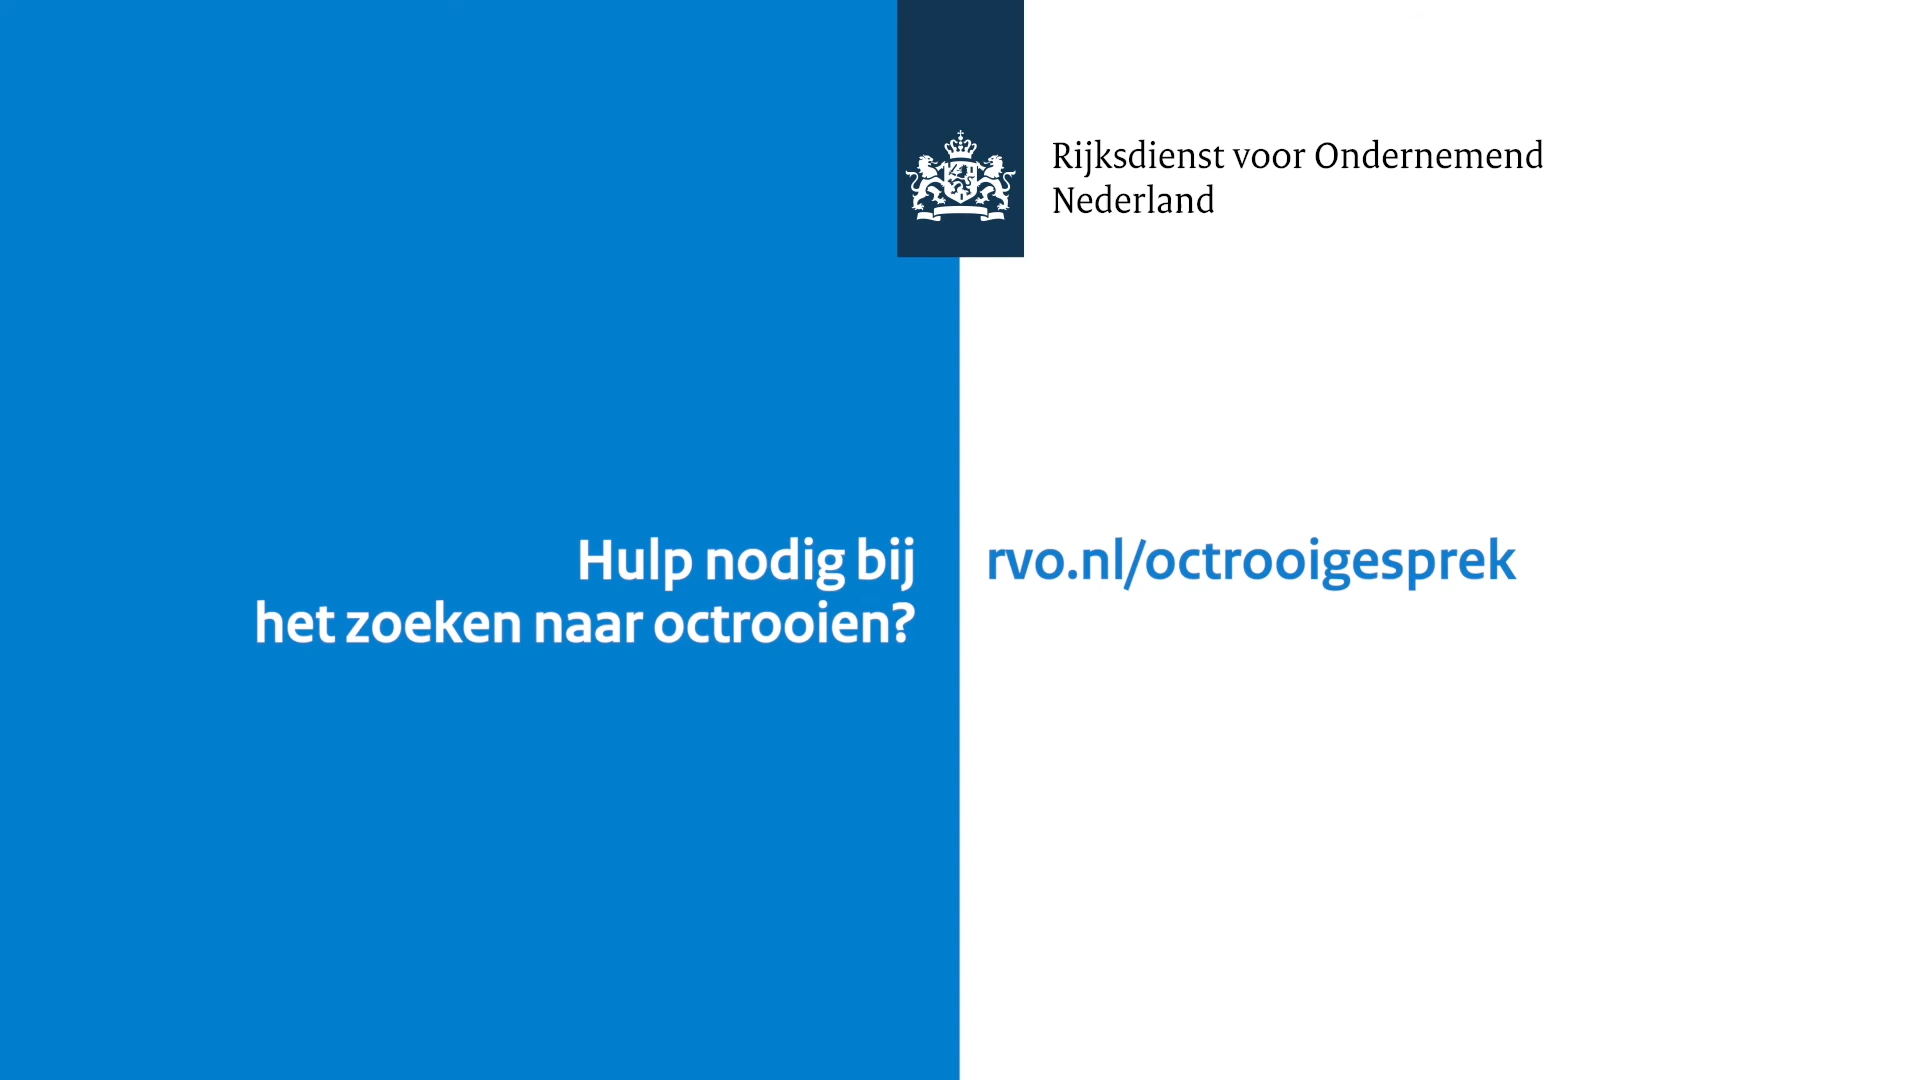 Rijksdienst voor Ondernemend
Nederland
Hulp nodig bij
het zoeken naar octrooien?
rvo.nl/octrooigesprek